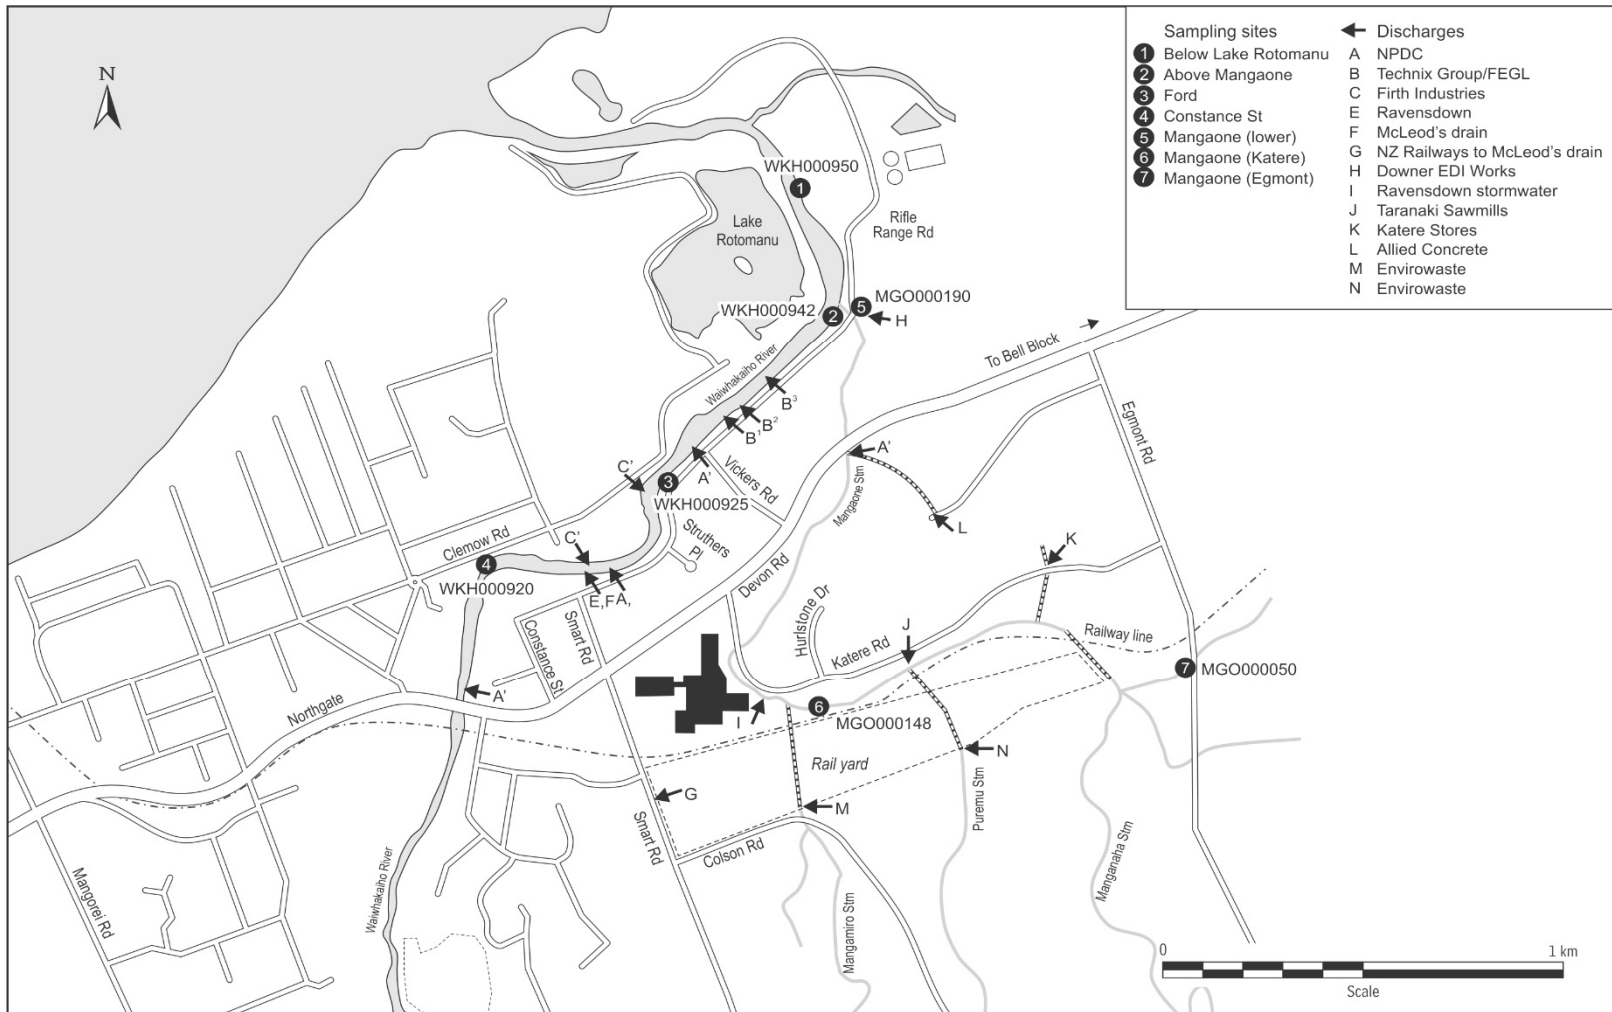 Sampling sites
1 Below Lake Rotomanu
2 Above Mangaone
3 Ford
4 Constance St
5 Mangaone (lower)
6 Mangaone (Katere)
7 Mangaone (Egmont)
Discharges
A NPDC
B Technix Group/FEGL
C Firth Industries
E Ravensdown
F McLeod's drain
G NZ Railways to McLeod's drain
H Downer EDI Works
I Ravensdown stormwater
J Taranaki Sawmills
K Katere Stores
L Allied Concrete
M Envirowaste
N Envirowaste
N
WKH000950
1
Lake
Rotomanu
Rifle
Range Rd
MGO000190
5
WKH000942
2
H
To Bell Block
Waiwhakaiho River
B³
B²
B¹
Egmont Rd
A'
A'
C'
Vickers Rd
3
WKH000925
Mangaone Stm
L
Struthers
Pl
K
Clemow Rd
C'
4
WKH000920
E,F
A,
Devon Rd
Hurlstone Dr
J
Smart Rd
Constance St
Katere Rd
Railway line
7
MGO000050
A'
Northgate
I
6
MGO000148
N
Rail yard
G
M
Puremu Stm
Smart Rd
Colson Rd
Manganaha Stm
Mangorei Rd
Waiwhakaiho River
Mangamiro Stm
0
1 km
Scale